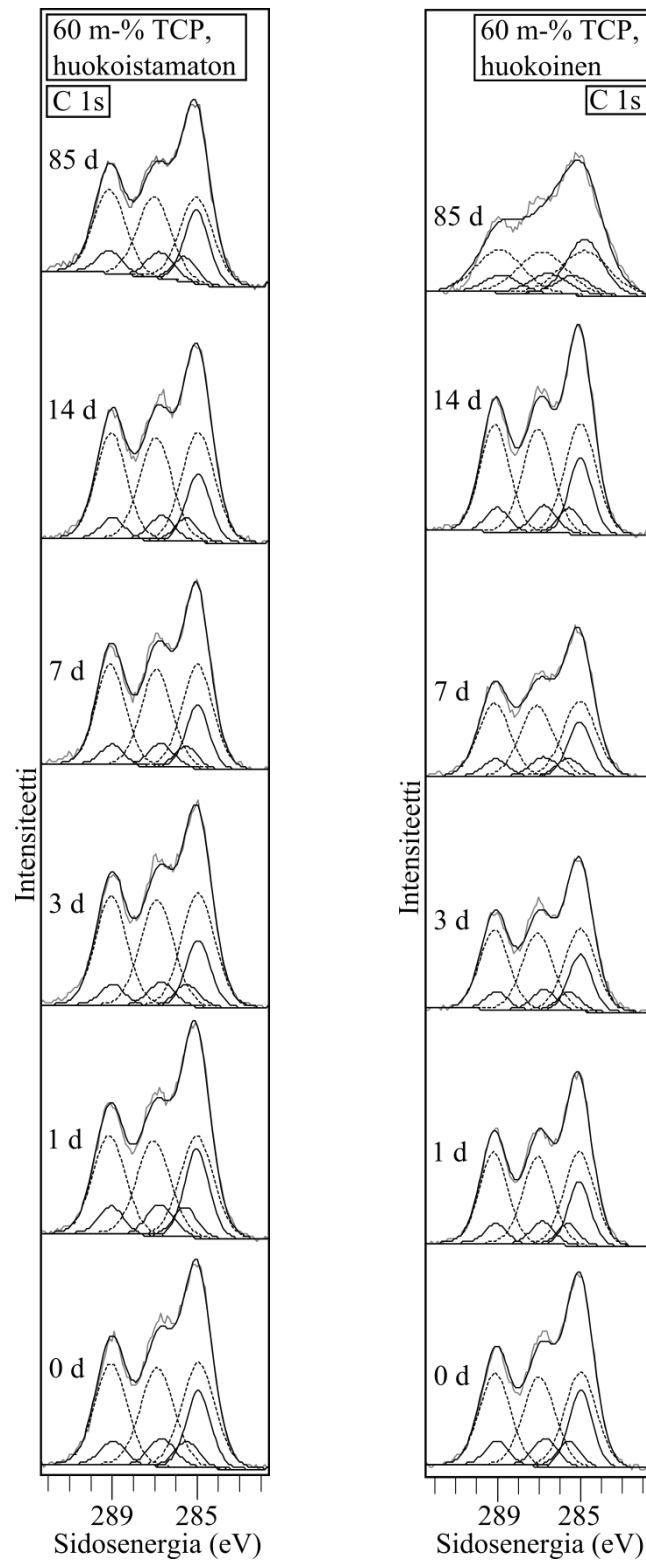 60 m-% TCP,
huokoistamaton
C 1s
85 d
14 d
7 d
3 d
1 d
0 d
Intensiteetti
289 285
Sidosenergia (eV)
60 m-% TCP,
huokoinen
C 1s
85 d
14 d
7 d
3 d
1 d
0 d
Intensiteetti
289 285
Sidosenergia (eV)